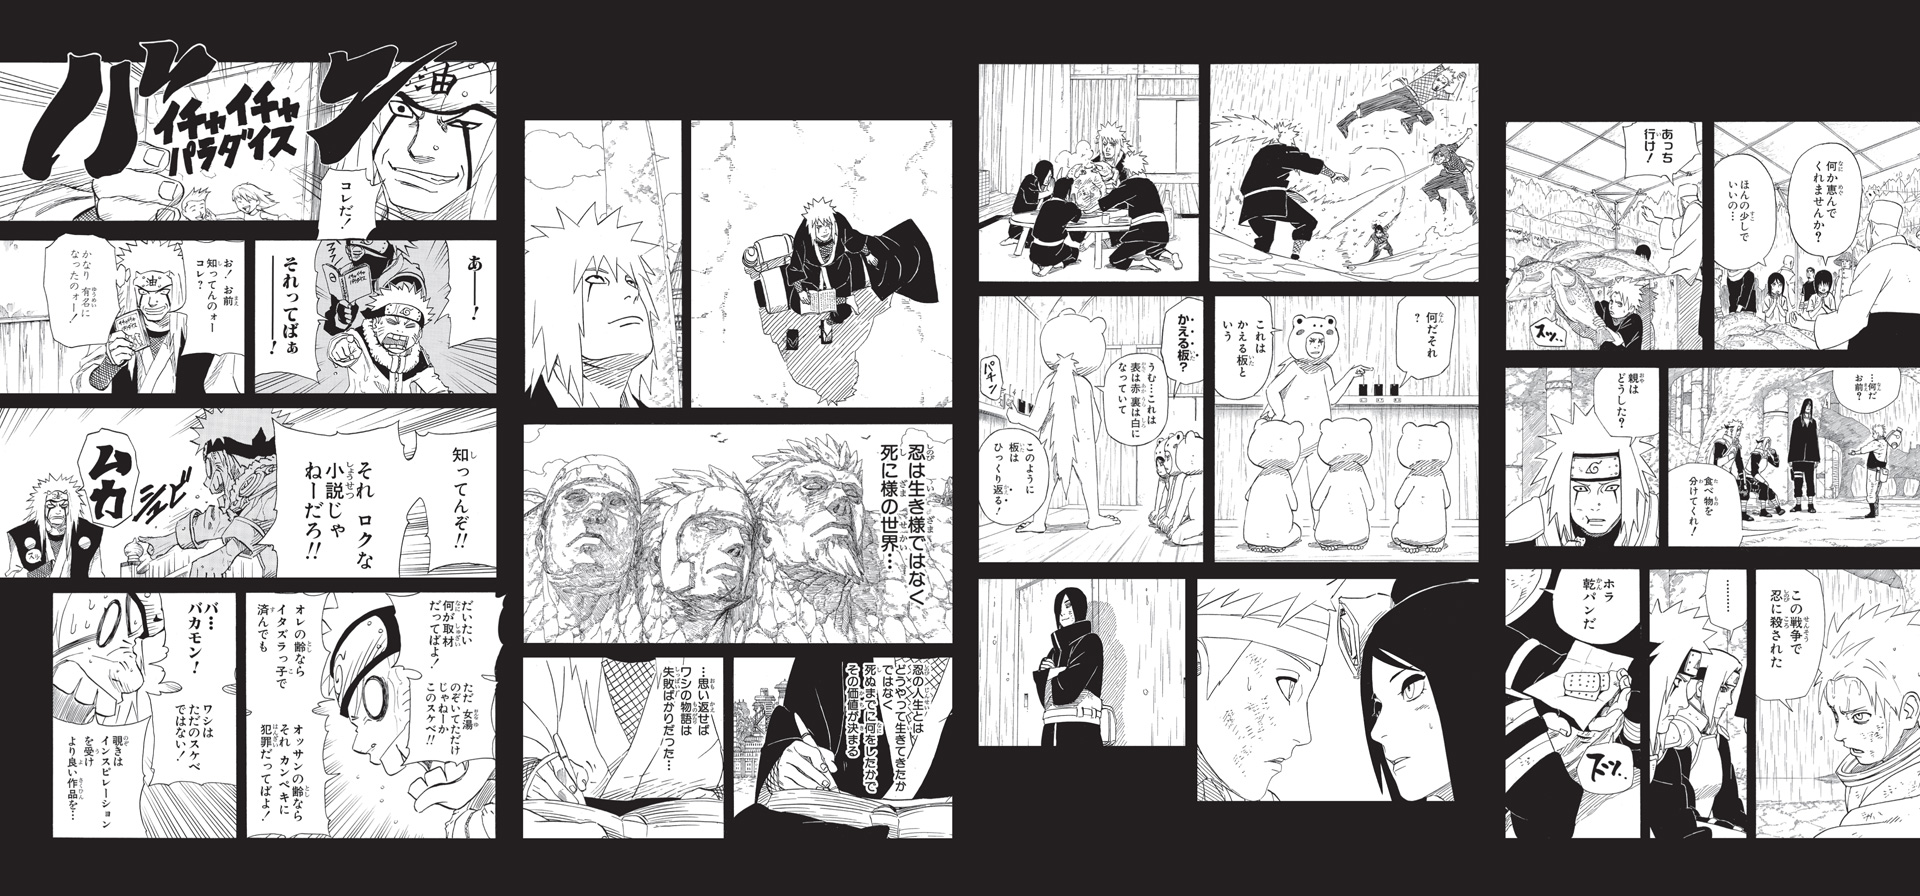 何か恵んで
くれませんか？
ほんの少しで
いいの…
あっち
行け！
スッ…
…何だ
お前？
食べ物を
分けてくれ！
親は
どうした？
この戦争で
忍に殺された
………
ホラ
乾パンだ
ズッ…
何だそれ
？
これは
かえる板と
いう
かえる板？
うむ…これは
表は赤 裏は白に
なっていて
パキッ
このように
板は
ひっくり返る！
忍は生き様ではなく
死に様の世界…
忍の人生とは
どうやって生きてきたか
ではなく
死ぬまでに何をしたかで
その価値が決まる
…思い返せば
ワシの物語は
失敗ばかりだった…
バーン
イチャイチャ
パラダイス
油
コレだ！
あーー！
それってばぁ
ーー！
お！お前
知ってんのォー
コレ？
かなり有名に
なったのォー！
油
知ってんぞ!!
それ ロクな
小説じゃ
ねーだろ!!
シュビ
ムカ
だいたい
何が取材
だってばよ！
ただ 女湯
のぞいてただけ
じゃねーか
このスケベ!!
オレの齢なら
イタズラっ子で
済んでも
オッサンの齢なら
それ カンペキに
犯罪だってばよ！
バ…
バカモン！
ワシは
ただのスケベ
ではない！
覗きは
インスピレーション
を受け
より良い作品を…